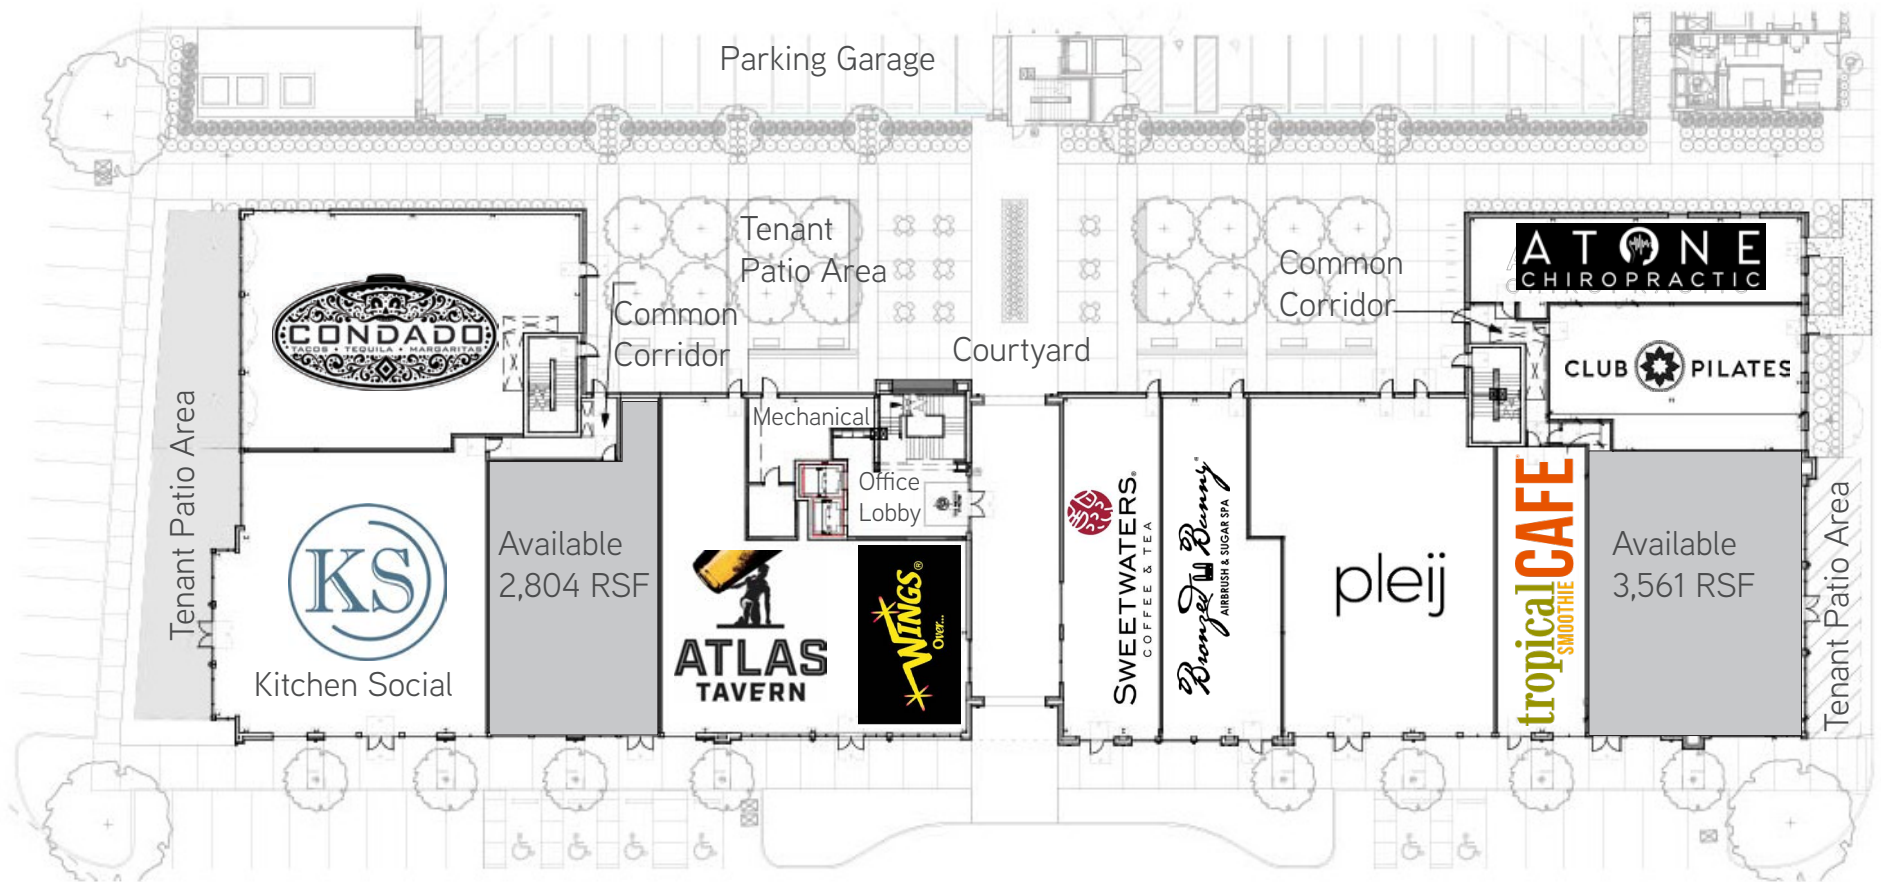 Parking Garage
Tenant
Patio Area
Common
Corridor
Courtyard
Common
Corridor
ATONE
CHIROPRACTIC
CONDADO
TACOS • TEQUILA • MARGARITAS
CLUB PILATES
Tenant Patio Area
Mechanical
Office
Lobby
KS
Kitchen Social
Available
2,804 RSF
ATLAS
TAVERN
WINGS®
Over...
SWEETWATERS®
COFFEE & TEA
Bronzed Bunny
AIRBRUSH & SUGAR SPA
pleij
tropical
SMOOTHIE
CAFE
Available
3,561 RSF
Tenant Patio Area